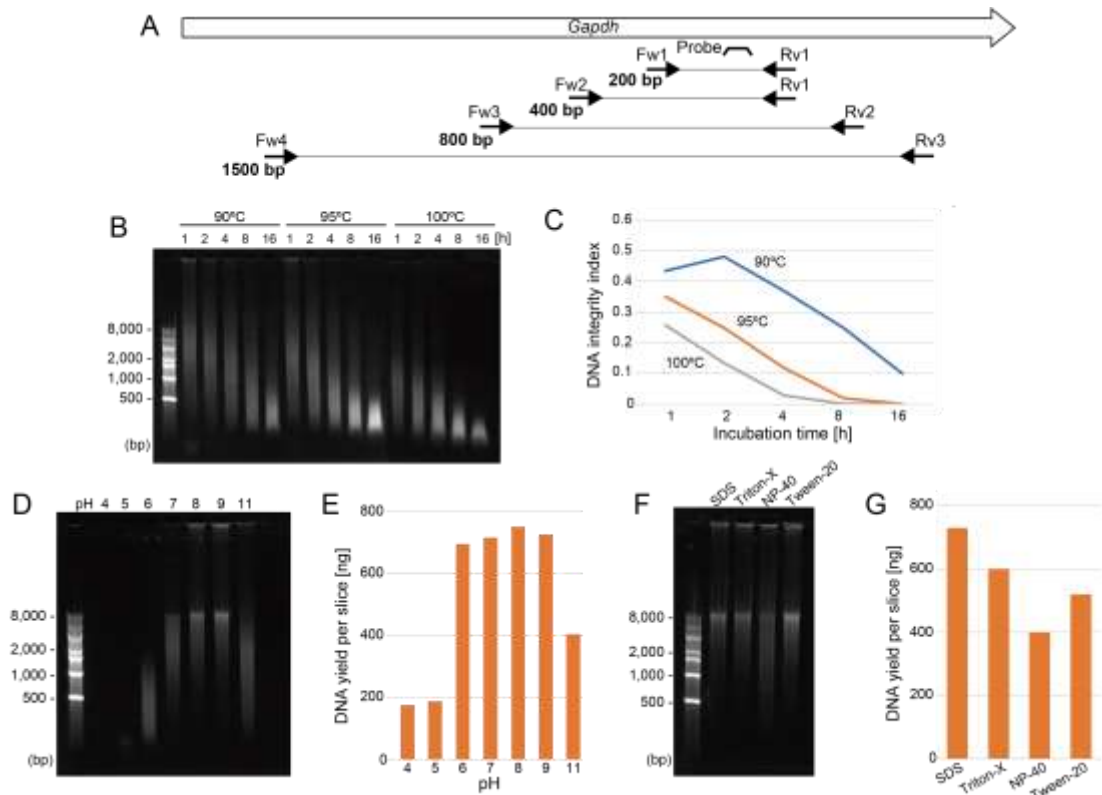 A
Gapdh
Probe
Fw1 Rv1
200 bp
Fw2 Rv1
400 bp
Fw3 Rv2
800 bp
Fw4 Rv3
1500 bp
B
90ºC 95ºC 100ºC
1 2 4 8 16 1 2 4 8 16 1 2 4 8 16 [h]
8,000 -
2,000 -
1,000 -
500 -
(bp)
C
DNA integrity index
0.6
0.5
0.4
0.3
0.2
0.1
0
90ºC
95ºC
100ºC
1 2 4 8 16
Incubation time [h]
D
pH 4 5 6 7 8 9 11
8,000 -
2,000 -
1,000 -
500 -
(bp)
E
DNA yield per slice [ng]
800
600
400
200
0
4 5 6 7 8 9 11
pH
F
SDS Triton-X NP-40 Tween-20
8,000 -
2,000 -
1,000 -
500 -
(bp)
G
DNA yield per slice [ng]
800
600
400
200
0
SDS Triton-X NP-40 Tween-20